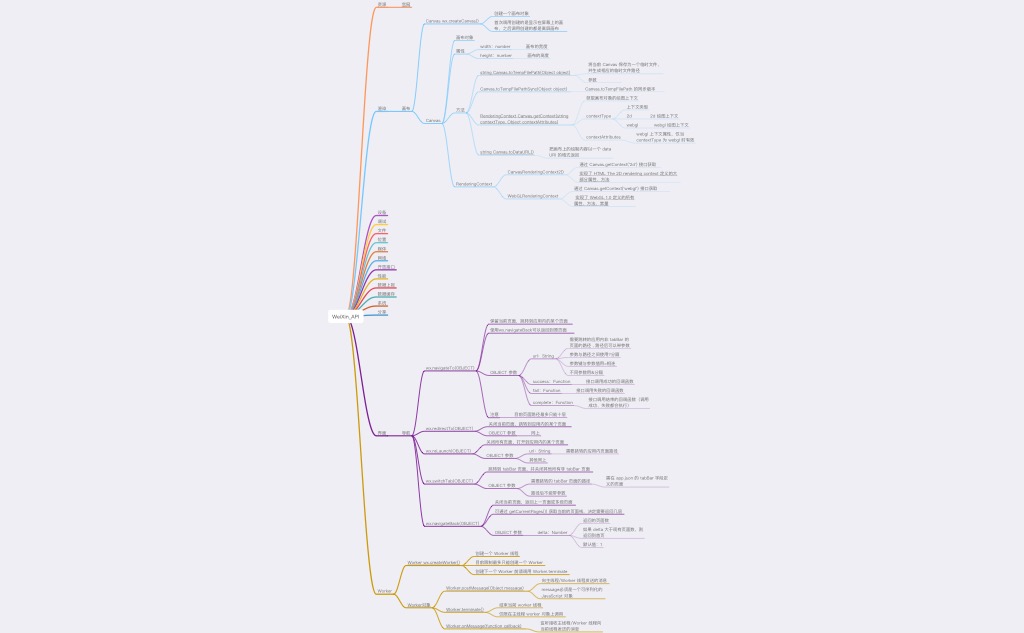 渲染
画布
Canvas wx.createCanvas()
创建一个画布对象
首次调用创建的是显示在屏幕上的画
布，之后调用创建的都是离屏画布
Canvas
画布对象
属性
width: number
画布的宽度
height: number
画布的高度
方法
string Canvas.toTempFilePath(Object object)
将当前 Canvas 保存为一个临时文件，
并生成相应的临时文件路径
参数
Canvas.toTempFilePathSync(Object object)
Canvas.toTempFilePath 的同步版本
RenderingContext Canvas.getContext(string
contextType, Object contextAttributes)
获取画布对象的绘图上下文
contextType
上下文类型
2d
2d 绘图上下文
webgl
webgl 绘图上下文
contextAttributes
webgl 上下文属性，仅当
contextType 为 webgl 时有效
string Canvas.toDataURL()
把画布上的绘制内容以一个 data
URI 的格式返回
RenderingContext
CanvasRenderingContext2D
通过 Canvas.getContext('2d') 接口获取
实现了 HTML The 2D rendering context 定义的大
部分属性、方法
WebGLRenderingContext
通过 Canvas.getContext('webgl') 接口获取
实现了 WebGL 1.0 定义的所有
属性、方法、常量
设备
文件
位置
网络
开放接口
数据上报
数据缓存
系统
分享
WeiXin_API
界面
导航
wx.navigateTo(OBJECT)
保留当前页面，跳转到应用内的某个页面
使用wx.navigateBack可以返回到原页面
OBJECT 参数
url: String
需要跳转的应用内非 tabBar 的
页面的路径，路径后可以带参数
参数与路径之间使用?分隔
参数键与参数值用=相连
不同参数用&分隔
success: Function
接口调用成功的回调函数
fail: Function
接口调用失败的回调函数
complete: Function
接口调用结束的回调函数（调用
成功、失败都会执行）
注意
目前页面路径最多只能十层
wx.redirectTo(OBJECT)
关闭当前页面，跳转到应用内的某个页面
OBJECT 参数
同上
wx.reLaunch(OBJECT)
关闭所有页面，打开到应用内的某个页面
OBJECT 参数
url: String
需要跳转的应用内页面路径
其他同上
wx.switchTab(OBJECT)
跳转到 tabBar 页面，并关闭其他所有非 tabBar 页面
OBJECT 参数
需要跳转的 tabBar 页面的路径
需在 app.json 的 tabBar 字段定
义的页面
路径后不能带参数
wx.navigateBack(OBJECT)
关闭当前页面，返回上一页面或多级页面
可通过 getCurrentPages() 获取当前的页面栈，决定需要返回几层
OBJECT 参数
delta: Number
返回的页面数
如果 delta 大于现有页面数，则
返回到首页
默认值：1
Worker
Worker wx.createWorker()
创建一个 Worker 线程
目前限制最多只能创建一个 Worker
创建下一个 Worker 前请调用 Worker.terminate
Worker对象
Worker.postMessage(Object message)
向主线程/Worker 线程发送的消息
message必须是一个可序列化的
JavaScript 对象
Worker.terminate()
结束当前 worker 线程
仅限在主线程 worker 对象上调用
Worker.onMessage(function callback)
监听接收主线程/Worker 线程向
当前线程发送的消息